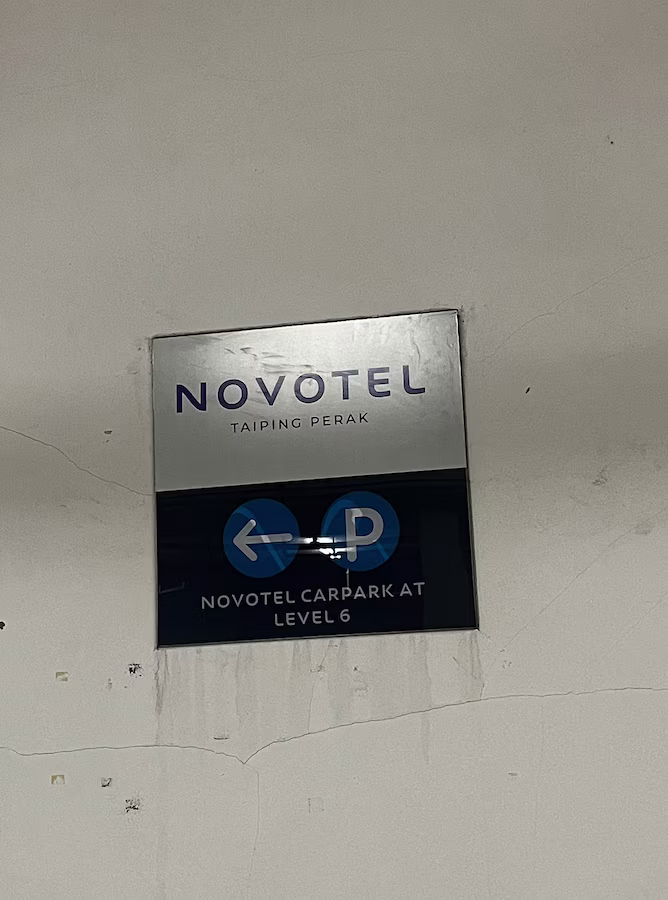 NOVOTEL
TAIPING PERAK
← P
NOVOTEL CARPARK AT
LEVEL 6